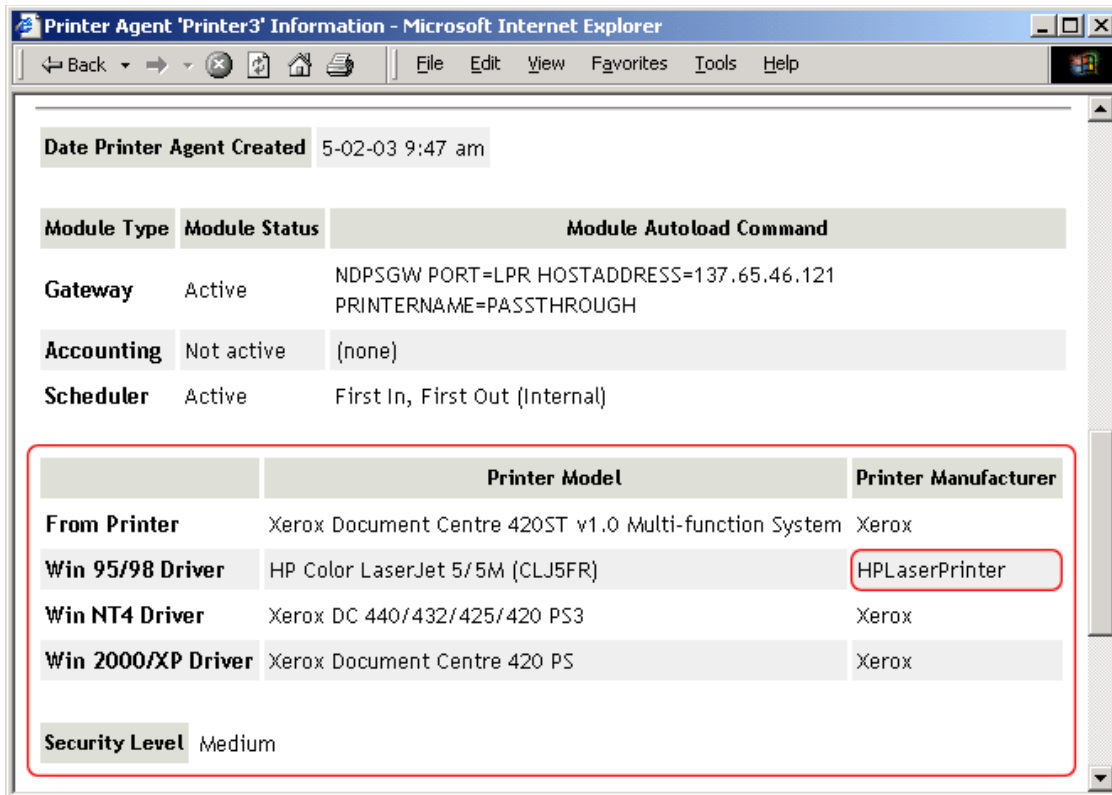 Printer Agent 'Printer3' Information - Microsoft Internet Explorer
Back File Edit View Favorites Tools Help
Date Printer Agent Created 5-02-03 9:47 am
Module Type Module Status Module Autoload Command
Gateway Active NDPSGW PORT=LPR HOSTADDRESS=137.65.46.121
PRINTERNAME=PASSTHROUGH
Accounting Not active (none)
Scheduler Active First In, First Out (Internal)
Printer Model Printer Manufacturer
From Printer Xerox Document Centre 420ST v1.0 Multi-function System Xerox
Win 95/98 Driver HP Color LaserJet 5/5M (CLJ5FR) HPLaserPrinter
Win NT4 Driver Xerox DC 440/432/425/420 PS3 Xerox
Win 2000/XP Driver Xerox Document Centre 420 PS Xerox
Security Level Medium